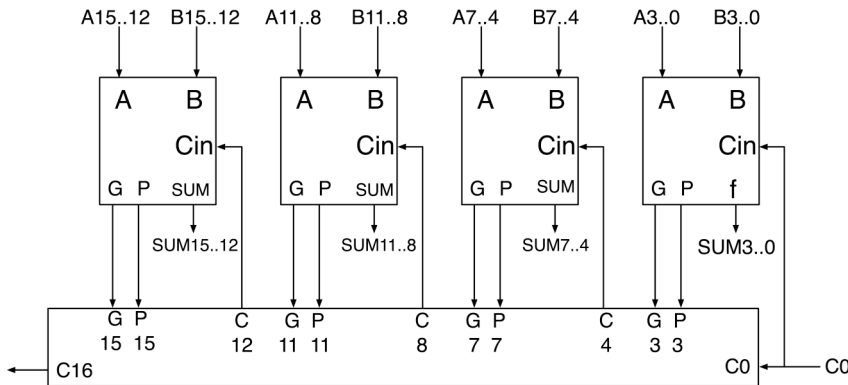 A15..12 B15..12 A11..8 B11..8 A7..4 B7..4 A3..0 B3..0
A B A B A B A B
Cin Cin Cin Cin
G P SUM G P SUM G P SUM G P f
SUM15..12 SUM11..8 SUM7..4 SUM3..0
G P C G P C G P C G P
15 15 12 11 11 8 7 7 4 3 3
C16 C0 C0